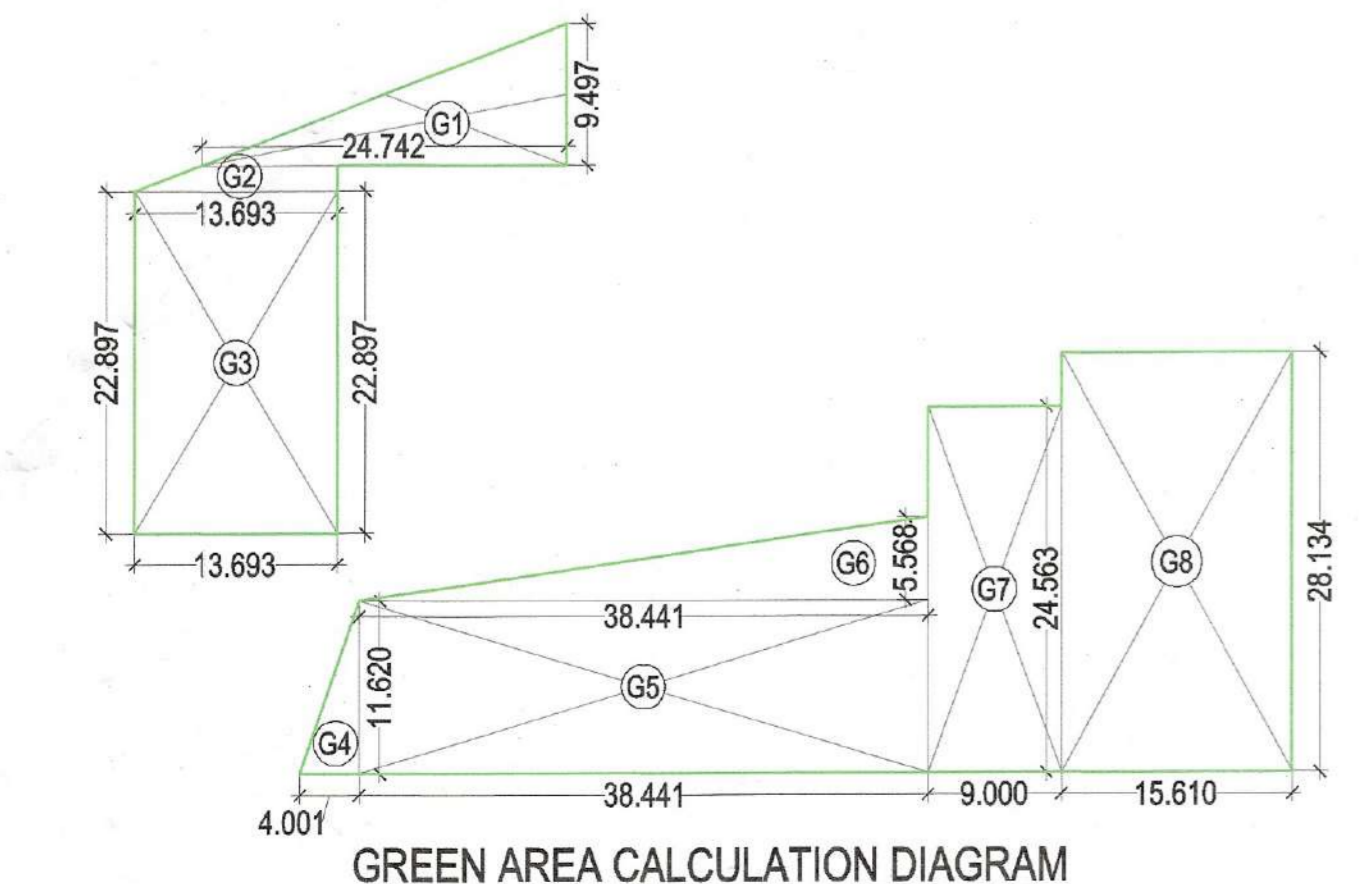 9.497
G1
24.742
G2
13.693
22.897
G3
22.897
13.693
G6
5.568
38.441
11.620
G5
G4
G7
24.563
G8
28.134
4.001
38.441
9.000
15.610
GREEN AREA CALCULATION DIAGRAM